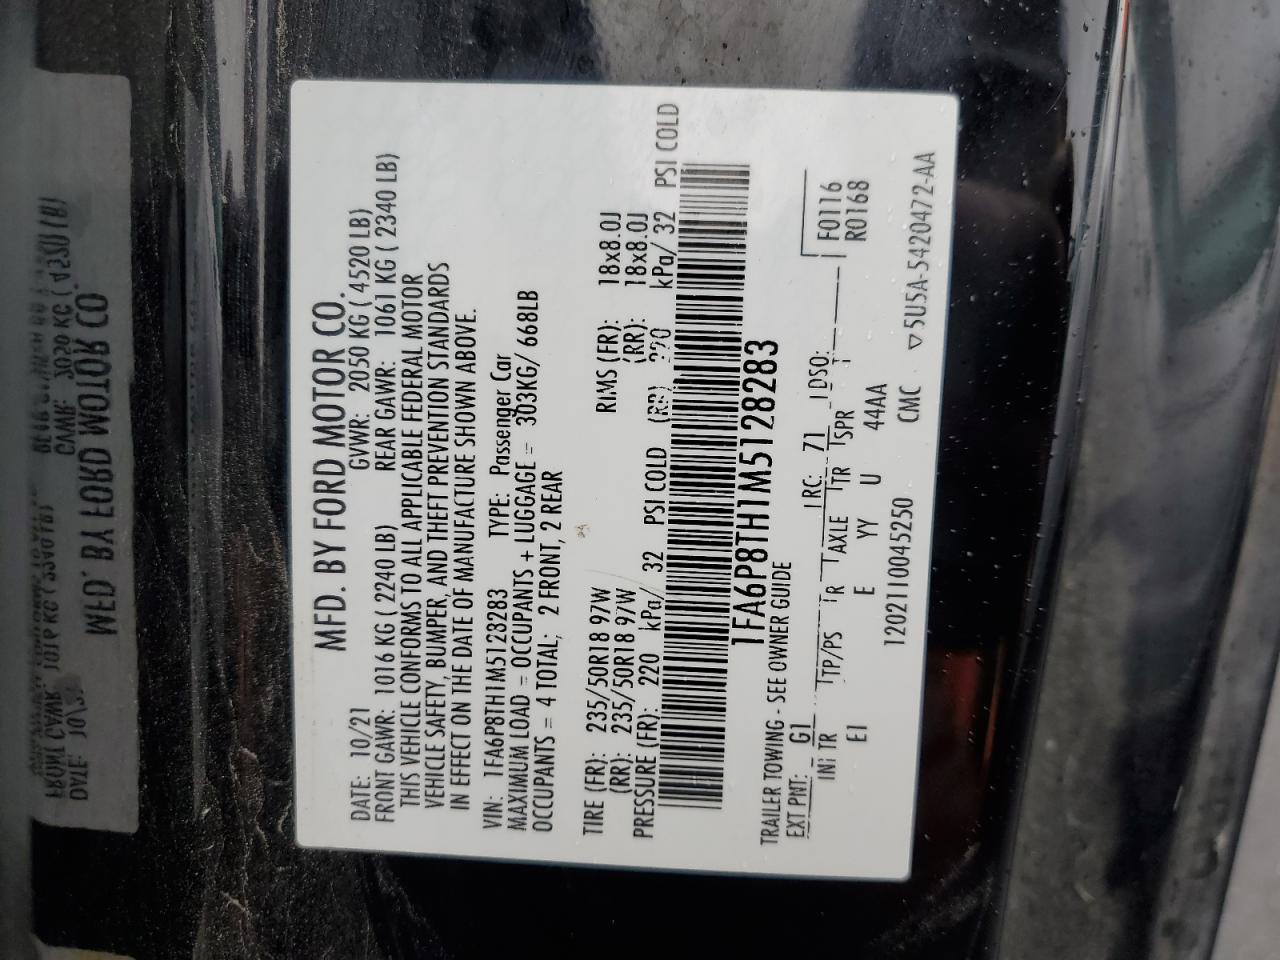 MFD. BY FORD MOTOR CO.
DATE: 10/21 GVWR: 2050 KG ( 4520 LB)
FRONT GAWR: 1016 KG ( 2240 LB) REAR GAWR: 1061 KG ( 2340 LB)
THIS VEHICLE CONFORMS TO ALL APPLICABLE FEDERAL MOTOR
VEHICLE SAFETY, BUMPER, AND THEFT PREVENTION STANDARDS
IN EFFECT ON THE DATE OF MANUFACTURE SHOWN ABOVE.
VIN: 1FA6P8TH1M5128283 TYPE: Passenger Car
MAXIMUM LOAD = OCCUPANTS + LUGGAGE = 303KG/ 668LB
OCCUPANTS = 4 TOTAL; 2 FRONT, 2 REAR
TIRE (FR): 235/50R18 97W RIMS (FR): 18x8.0J
(RR): 235/50R18 97W (RR): 18x8.0J
PRESSURE (FR): 220 kPa/ 32 PSI COLD (RR) 220 kPa/ 32 PSI COLD
1FA6P8TH1M5128283
TRAILER TOWING - SEE OWNER GUIDE
EXT PNT: G1 RC: 71 DSO:
INT TR TP/PS R AXLE TR SPR F0116
EI E YY U 44AA R0168
1202110045250 CMC ▽ 5U5A-5420472-AA
MFD. BY FORD MOTOR CO